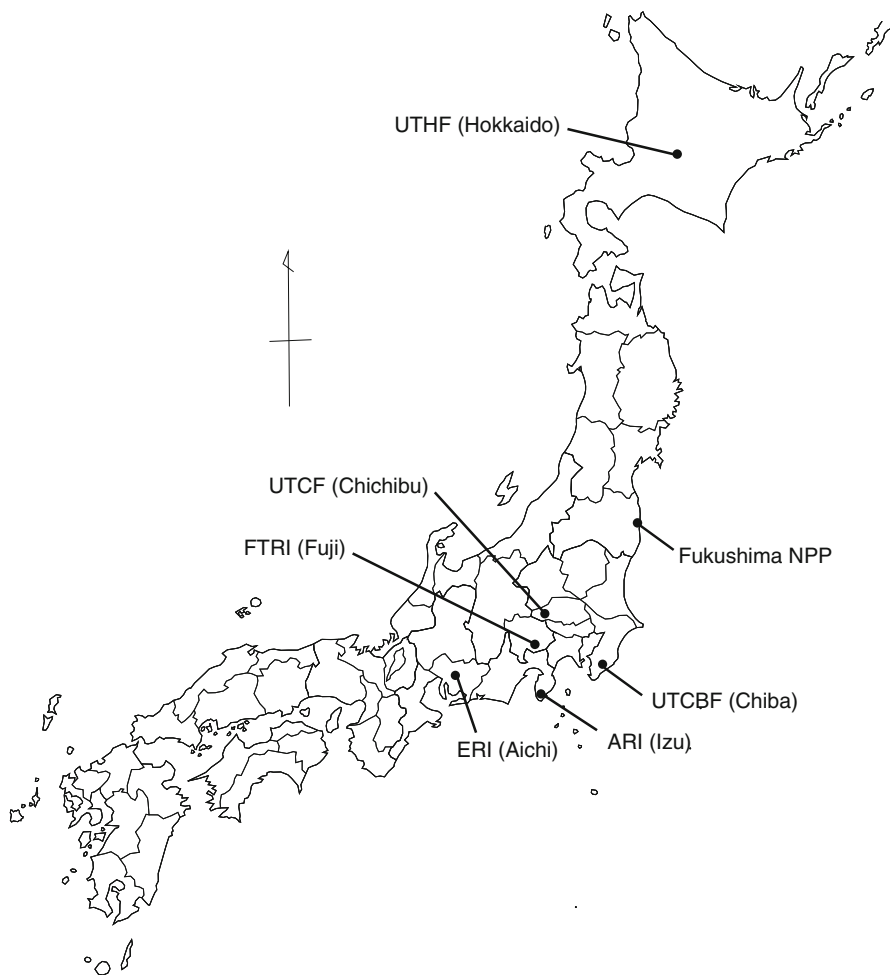 UTHF (Hokkaido)
UTCF (Chichibu)
FTRI (Fuji)
Fukushima NPP
UTCBF (Chiba)
ERI (Aichi)
ARI (Izu)